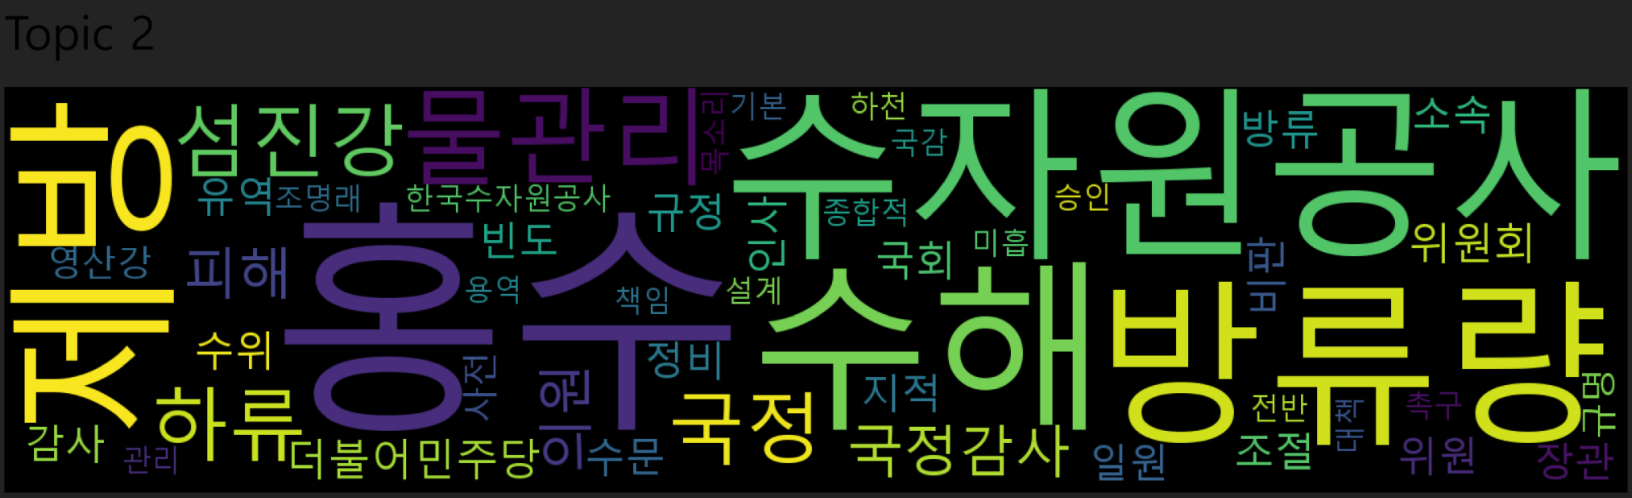 Topic 2
제방
섬진강
물관리
목소리
기본
수자원공사
하천
국감
방류
소속
유역
조명래
한국수자원공사
규정
인사
종합적
승인
영산강
피해
홍수
빈도
용역
책임
설계
국회
미흡
비판
위원회
수해
방류량
수위
사전
이원
정비
지적
국정
하류
감사
관리
더불어민주당
수문
국정감사
일원
조절
전반
대책
촉구
위원
장관
규명